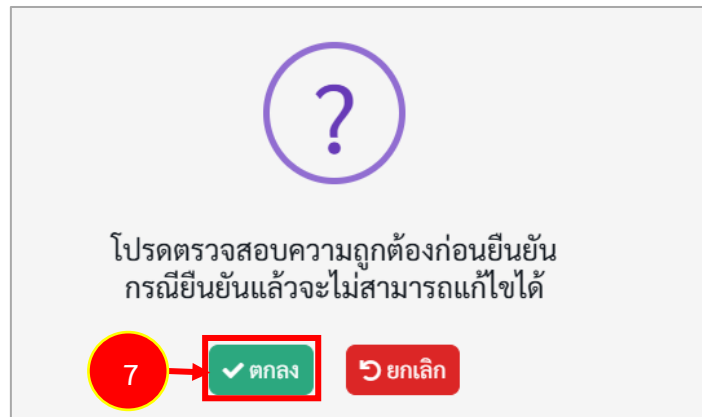 ?
โปรดตรวจสอบความถูกต้องก่อนยืนยัน
กรณียืนยันแล้วจะไม่สามารถแก้ไขได้
7 ตกลง ยกเลิก